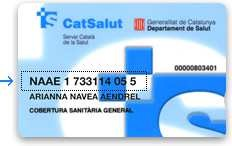 CatSalut
Servei Català
de la Salut
Generalitat de Catalunya
Departament de Salut
00000803401
NAAE 1 733114 05 5
ARIANNA NAVEA AENDREL
COBERTURA SANITÀRIA GENERAL